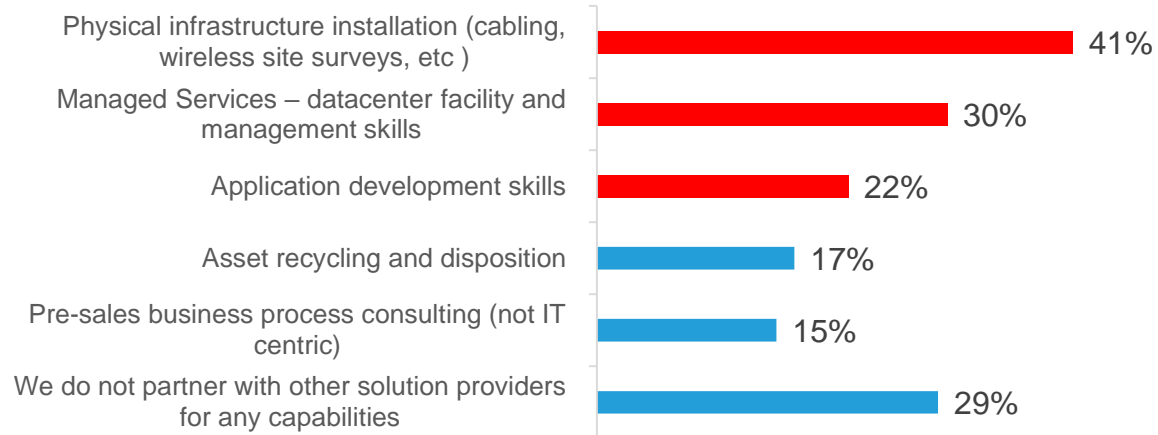 Physical infrastructure installation (cabling,
wireless site surveys, etc )
41%
Managed Services – datacenter facility and
management skills
30%
Application development skills
22%
Asset recycling and disposition
17%
Pre-sales business process consulting (not IT
centric)
15%
We do not partner with other solution providers
for any capabilities
29%